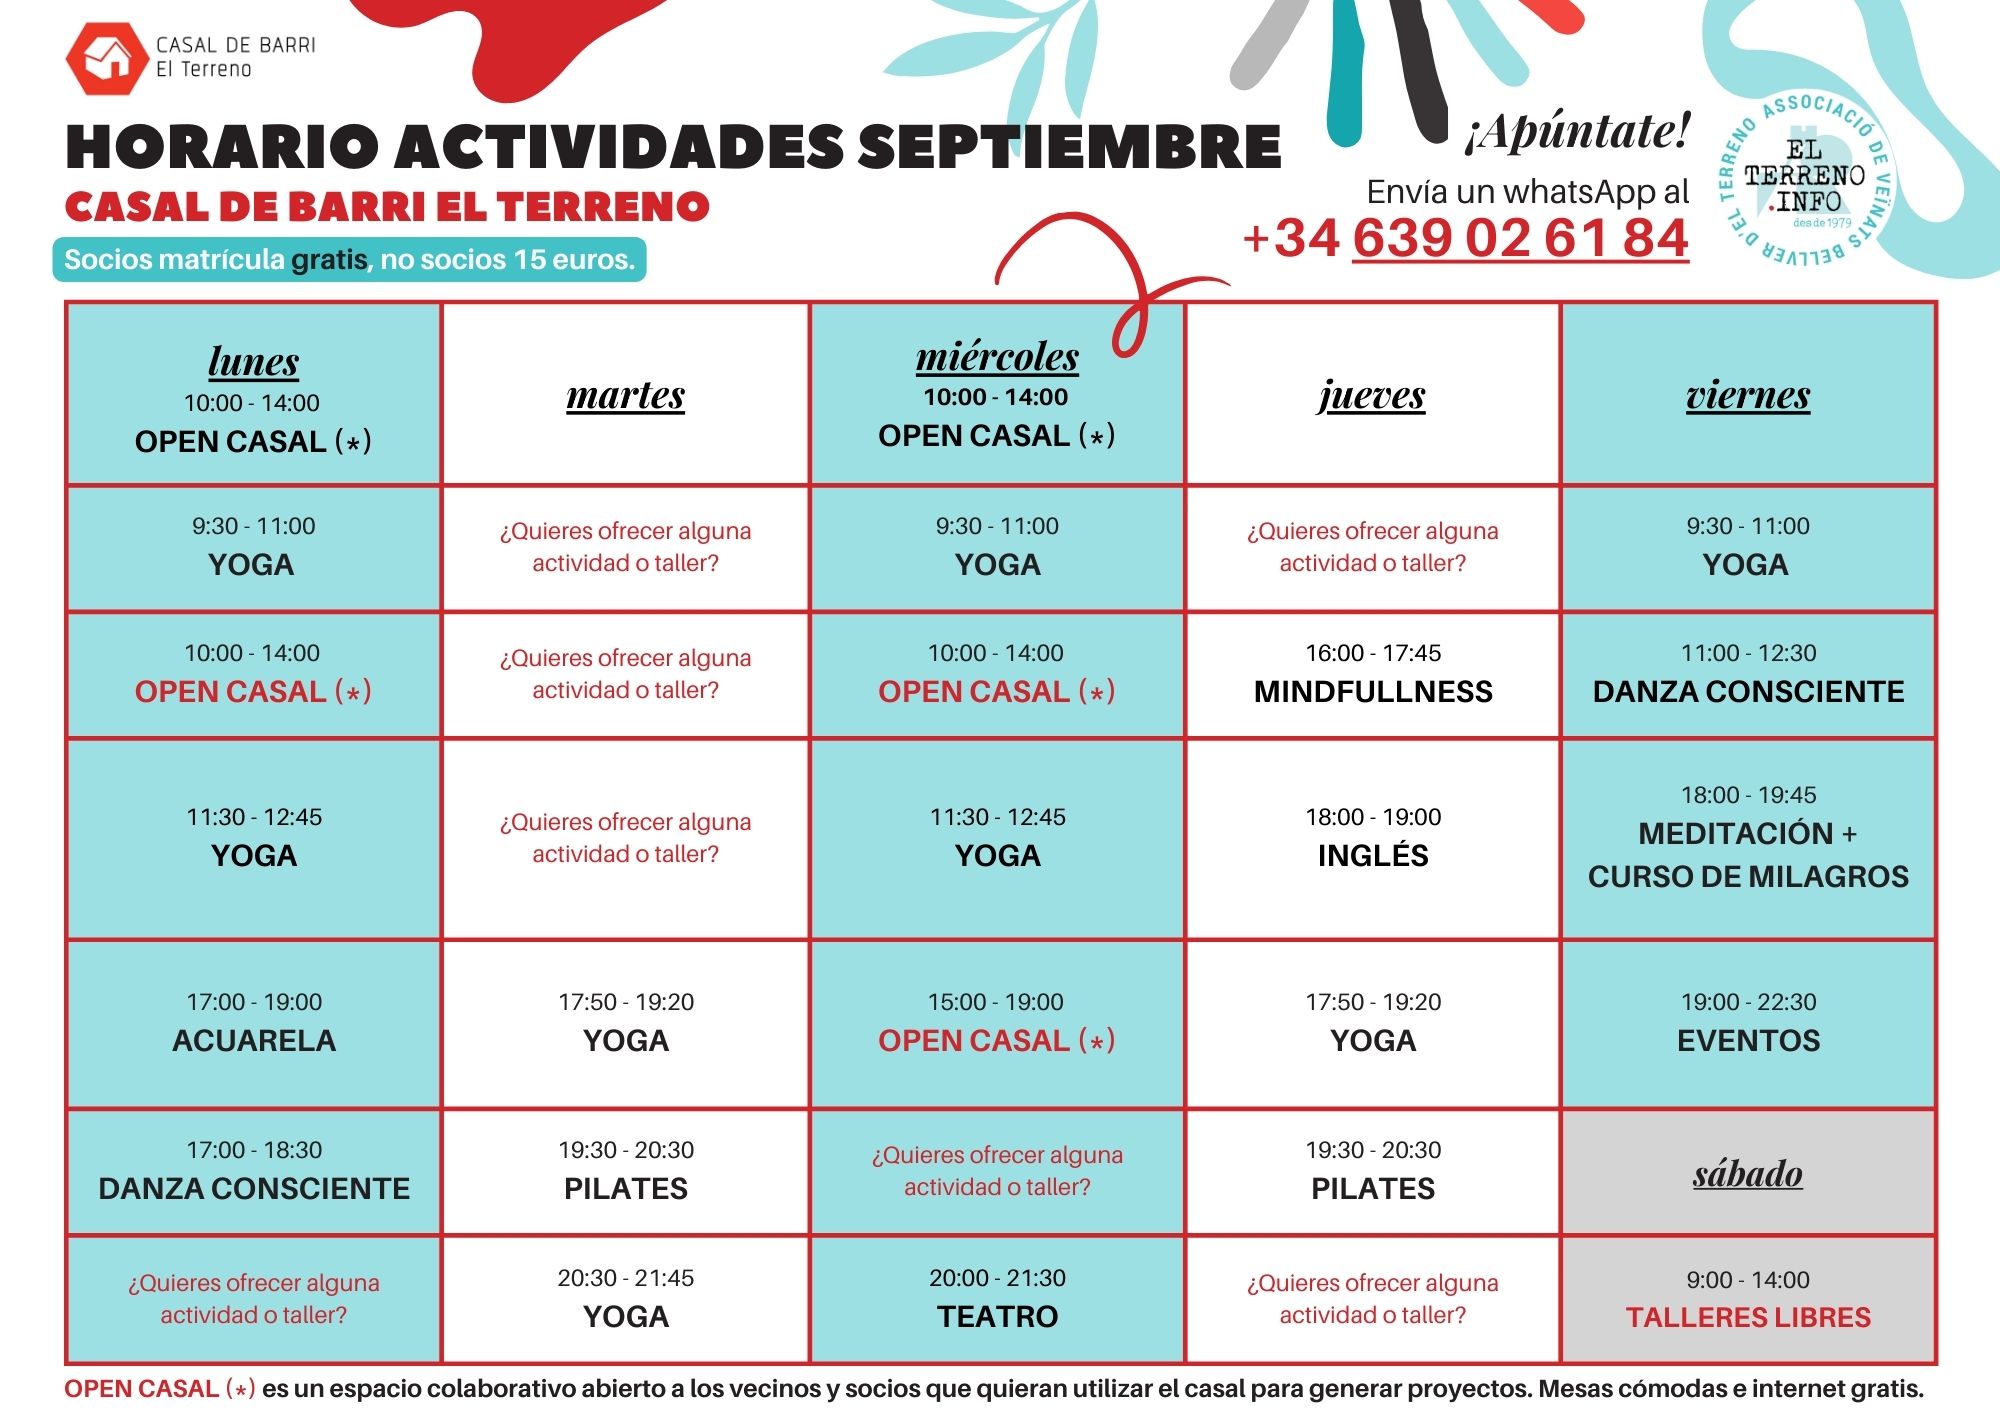 CASAL DE BARRI
El Terreno
HORARIO ACTIVIDADES SEPTIEMBRE
CASAL DE BARRI EL TERRENO
Socios matrícula gratis, no socios 15 euros.
¡Apúntate!
Envía un whatsApp al
+34 639 02 61 84
ASSOCIACIÓ DE VEÏNATS BELLVER D'EL TERRENO
EL
TERRENO
.INFO
desde 1979
lunes
10:00 - 14:00
OPEN CASAL (*)
martes
miércoles
10:00 - 14:00
OPEN CASAL (*)
jueves
viernes
9:30 - 11:00
YOGA
¿Quieres ofrecer alguna
actividad o taller?
9:30 - 11:00
YOGA
¿Quieres ofrecer alguna
actividad o taller?
9:30 - 11:00
YOGA
10:00 - 14:00
OPEN CASAL (*)
¿Quieres ofrecer alguna
actividad o taller?
10:00 - 14:00
OPEN CASAL (*)
16:00 - 17:45
MINDFULLNESS
11:00 - 12:30
DANZA CONSCIENTE
11:30 - 12:45
YOGA
¿Quieres ofrecer alguna
actividad o taller?
11:30 - 12:45
YOGA
18:00 - 19:00
INGLÉS
18:00 - 19:45
MEDITACIÓN +
CURSO DE MILAGROS
17:00 - 19:00
ACUARELA
17:50 - 19:20
YOGA
15:00 - 19:00
OPEN CASAL (*)
17:50 - 19:20
YOGA
19:00 - 22:30
EVENTOS
17:00 - 18:30
DANZA CONSCIENTE
19:30 - 20:30
PILATES
¿Quieres ofrecer alguna
actividad o taller?
19:30 - 20:30
PILATES
sábado
¿Quieres ofrecer alguna
actividad o taller?
20:30 - 21:45
YOGA
20:00 - 21:30
TEATRO
¿Quieres ofrecer alguna
actividad o taller?
9:00 - 14:00
TALLERES LIBRES
OPEN CASAL (*) es un espacio colaborativo abierto a los vecinos y socios que quieran utilizar el casal para generar proyectos. Mesas cómodas e internet gratis.